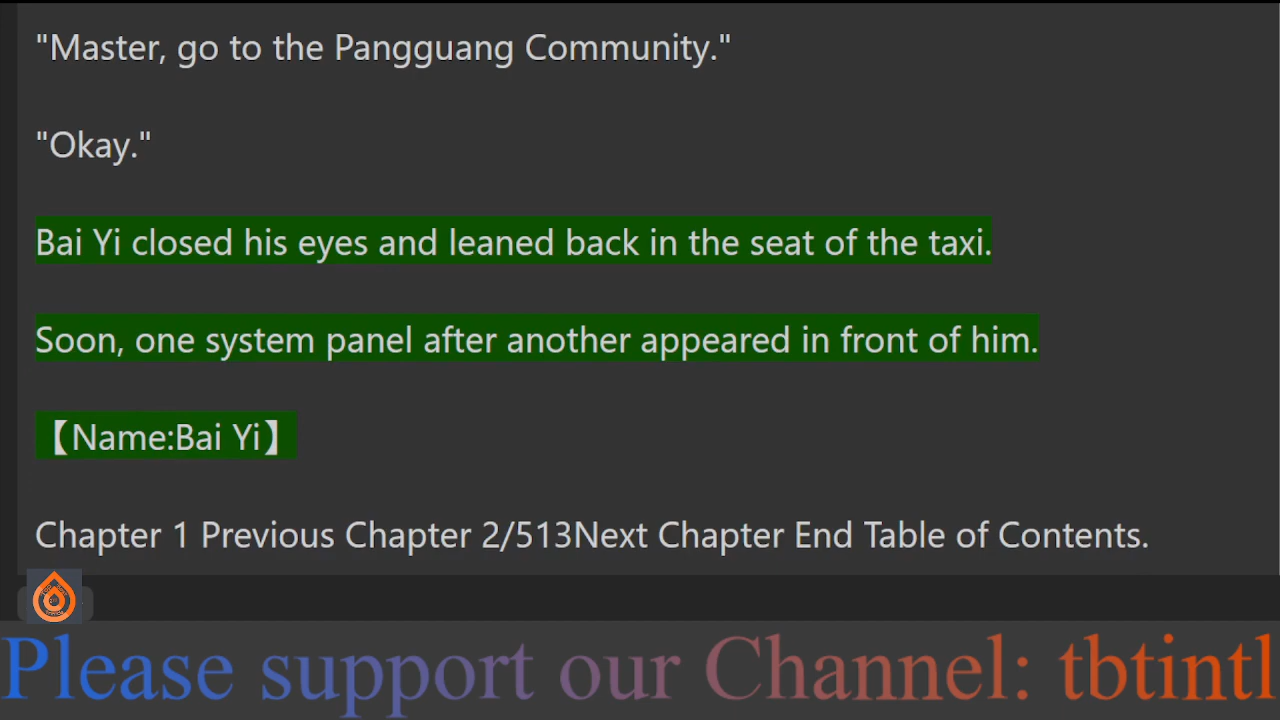 "Master, go to the Pangguang Community."
"Okay."
Bai Yi closed his eyes and leaned back in the seat of the taxi.
Soon, one system panel after another appeared in front of him.
【Name:Bai Yi】
Chapter 1 Previous Chapter 2/513Next Chapter End Table of Contents.
Please support our Channel: tbtintl